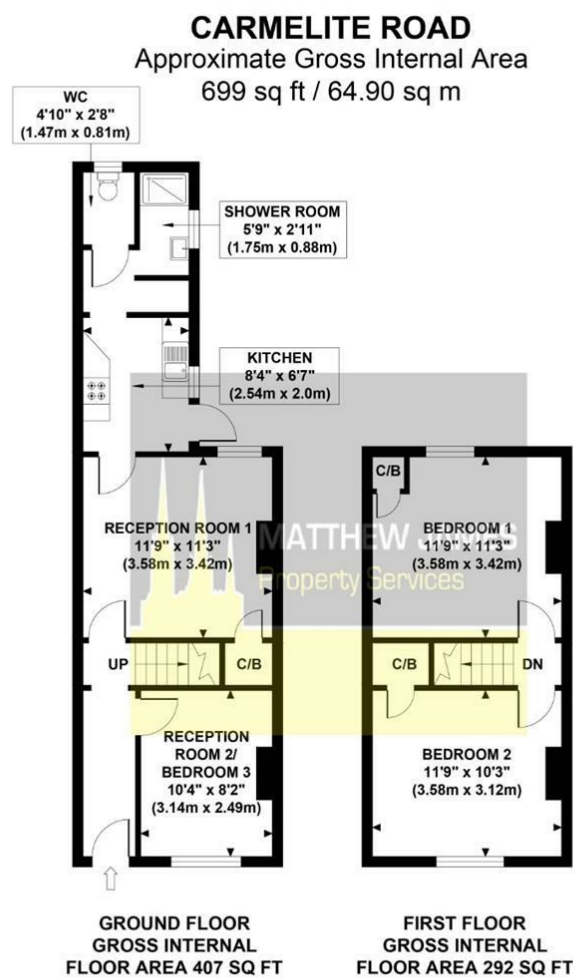 CARMELITE ROAD
Approximate Gross Internal Area
699 sq ft / 64.90 sq m
WC
4'10" x 2'8"
(1.47m x 0.81m)
SHOWER ROOM
5'9" x 2'11"
(1.75m x 0.88m)
KITCHEN
8'4" x 6'7"
(2.54m x 2.0m)
C/B
RECEPTION ROOM 1
11'9" x 11'3"
(3.58m x 3.42m)
BEDROOM 1
11'9" x 11'3"
(3.58m x 3.42m)
MATTHEW JAMES
Property Services
UP
C/B
C/B
DN
RECEPTION
ROOM 2/
BEDROOM 3
10'4" x 8'2"
(3.14m x 2.49m)
BEDROOM 2
11'9" x 10'3"
(3.58m x 3.12m)
GROUND FLOOR
GROSS INTERNAL
FLOOR AREA 407 SQ FT
FIRST FLOOR
GROSS INTERNAL
FLOOR AREA 292 SQ FT